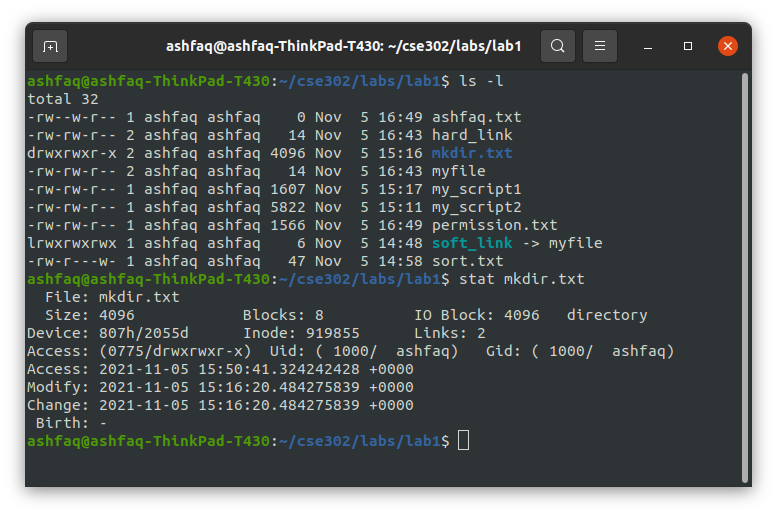 ashfaq@ashfaq-ThinkPad-T430: ~/cse302/labs/lab1
ashfaq@ashfaq-ThinkPad-T430:~/cse302/labs/lab1$ ls -l
total 32
-rw--w-r-- 1 ashfaq ashfaq    0 Nov  5 16:49 ashfaq.txt
-rw-rw-r-- 2 ashfaq ashfaq   14 Nov  5 16:43 hard_link
drwxrwxr-x 2 ashfaq ashfaq 4096 Nov  5 15:16 mkdir.txt
-rw-rw-r-- 2 ashfaq ashfaq   14 Nov  5 16:43 myfile
-rw-rw-r-- 1 ashfaq ashfaq 1607 Nov  5 15:17 my_script1
-rw-rw-r-- 1 ashfaq ashfaq 5822 Nov  5 15:11 my_script2
-rw-rw-r-- 1 ashfaq ashfaq 1566 Nov  5 16:49 permission.txt
lrwxrwxrwx 1 ashfaq ashfaq    6 Nov  5 14:48 soft_link -> myfile
-rw-r---w- 1 ashfaq ashfaq   47 Nov  5 14:58 sort.txt
ashfaq@ashfaq-ThinkPad-T430:~/cse302/labs/lab1$ stat mkdir.txt
  File: mkdir.txt
  Size: 4096            Blocks: 8          IO Block: 4096   directory
Device: 807h/2055d      Inode: 919855      Links: 2
Access: (0775/drwxrwxr-x)  Uid: ( 1000/  ashfaq)   Gid: ( 1000/  ashfaq)
Access: 2021-11-05 15:50:41.324242428 +0000
Modify: 2021-11-05 15:16:20.484275839 +0000
Change: 2021-11-05 15:16:20.484275839 +0000
 Birth: -
ashfaq@ashfaq-ThinkPad-T430:~/cse302/labs/lab1$